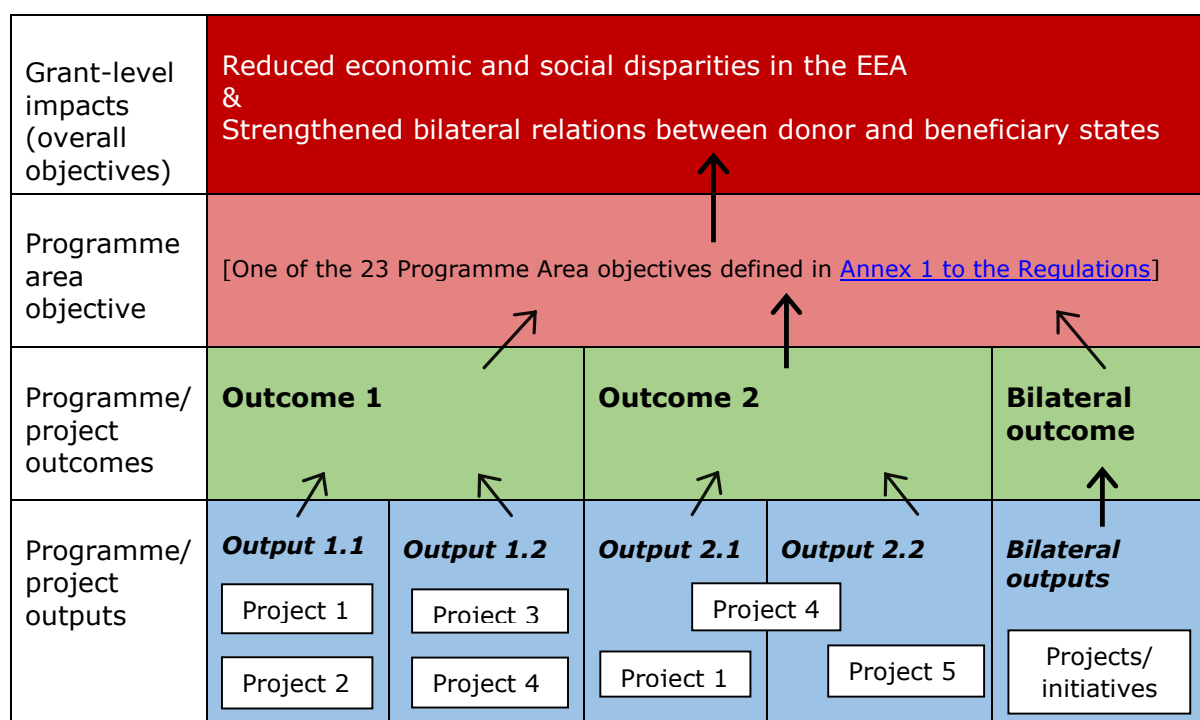 Grant-level
impacts
(overall
objectives)
Reduced economic and social disparities in the EEA
&
Strengthened bilateral relations between donor and beneficiary states
Programme
area
objective
[One of the 23 Programme Area objectives defined in Annex 1 to the Regulations]
Programme/
project
outcomes
Outcome 1
Outcome 2
Bilateral
outcome
Programme/
project
outputs
Output 1.1
Project 1
Project 2
Output 1.2
Project 3
Project 4
Output 2.1
Output 2.2
Project 4
Project 1
Project 5
Bilateral
outputs
Projects/
initiatives